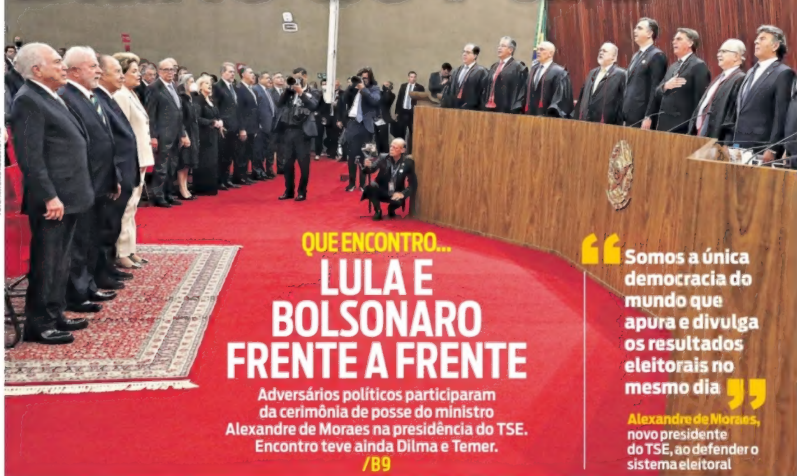 QUE ENCONTRO...
LULA E
BOLSONARO
FRENTE A FRENTE
Adversários políticos participaram
da cerimônia de posse do ministro
Alexandre de Moraes na presidência do TSE.
Encontro teve ainda Dilma e Temer.
/B9
“Somos a única
democracia do
mundo que
apura e divulga
os resultados
eleitorais no
mesmo dia”
Alexandre de Moraes,
novo presidente
do TSE, ao defender o
sistema eleitoral